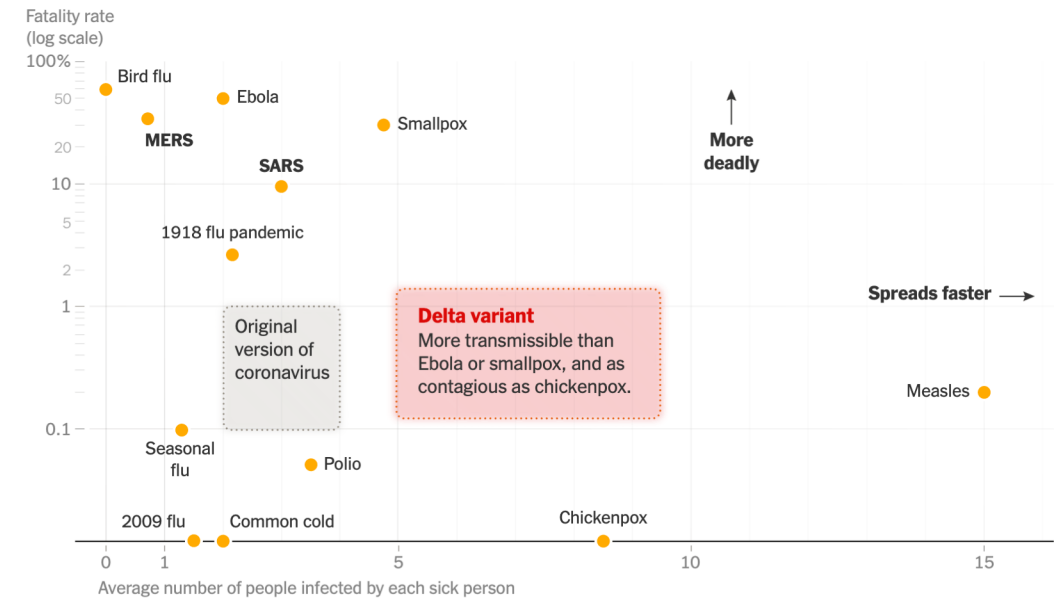 Fatality rate
(log scale)
100%
Bird flu
50
Ebola
Smallpox
MERS
20
More
deadly
SARS
10
5
1918 flu pandemic
2
Spreads faster
1
Original
version of
coronavirus
Delta variant
More transmissible than
Ebola or smallpox, and as
contagious as chickenpox.
Measles
0.1
Seasonal
flu
Polio
2009 flu
Common cold
Chickenpox
0 1 5 10 15
Average number of people infected by each sick person